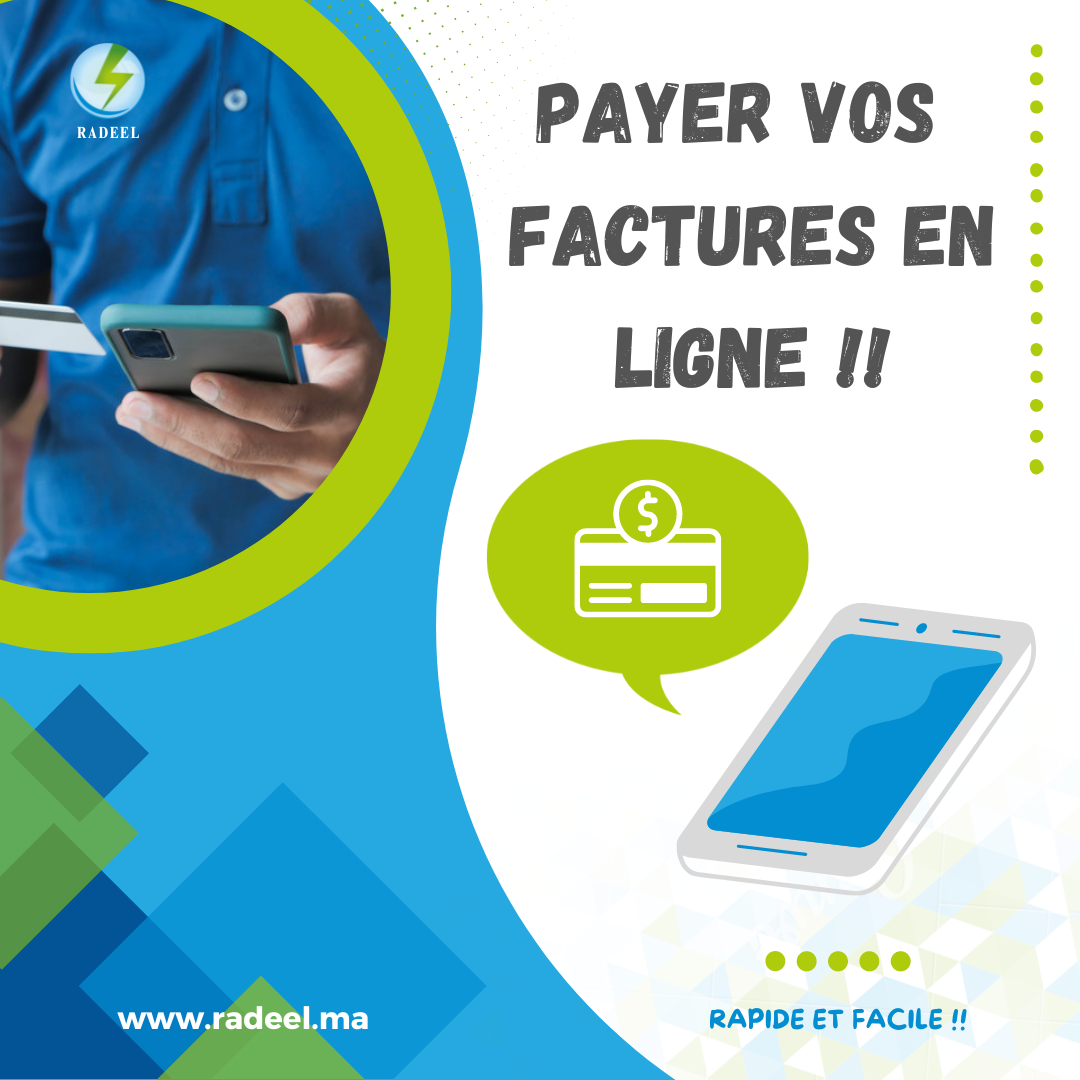 RADEEL
PAYER VOS
FACTURES EN
LIGNE !!
$
www.radeel.ma
RAPIDE ET FACILE !!